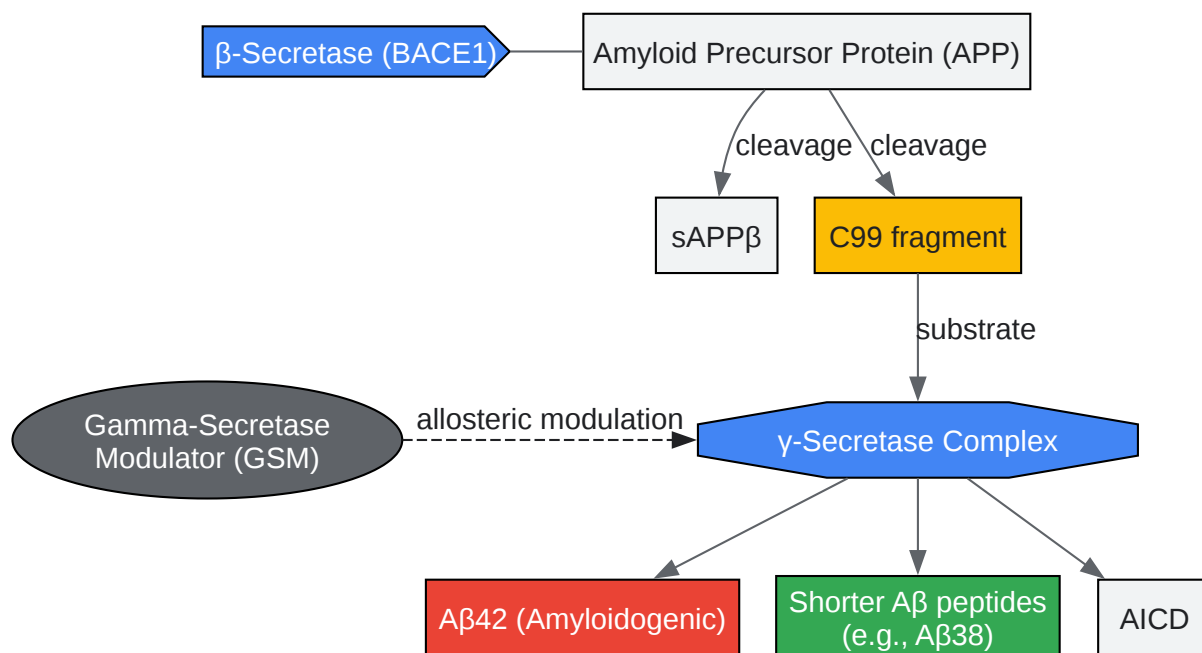 β-Secretase (BACE1)
Amyloid Precursor Protein (APP)
cleavage
cleavage
sAPPβ
C99 fragment
substrate
Gamma-Secretase
Modulator (GSM)
allosteric modulation
γ-Secretase Complex
Aβ42 (Amyloidogenic)
Shorter Aβ peptides
(e.g., Aβ38)
AICD